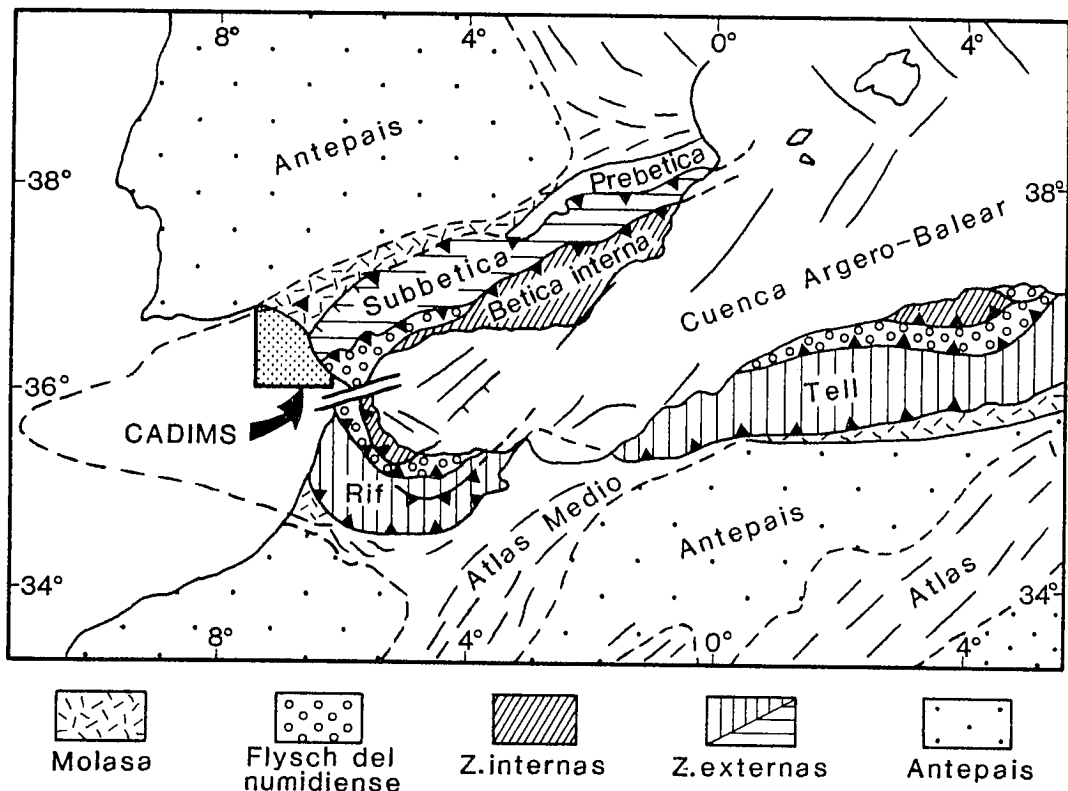 8° 4° 0° 4°
Antepais
38°
Prebetica
38°
Subbetica
Betica interna
Cuenca Argero-Balear
36°
Tell
CADIMS
Rif
Atlas Medio
Antepais
Atlas
34°
34°
8° 4° 0° 4°
Molasa
Flysch del
numidiense
Z.internas
Z.externas
Antepais